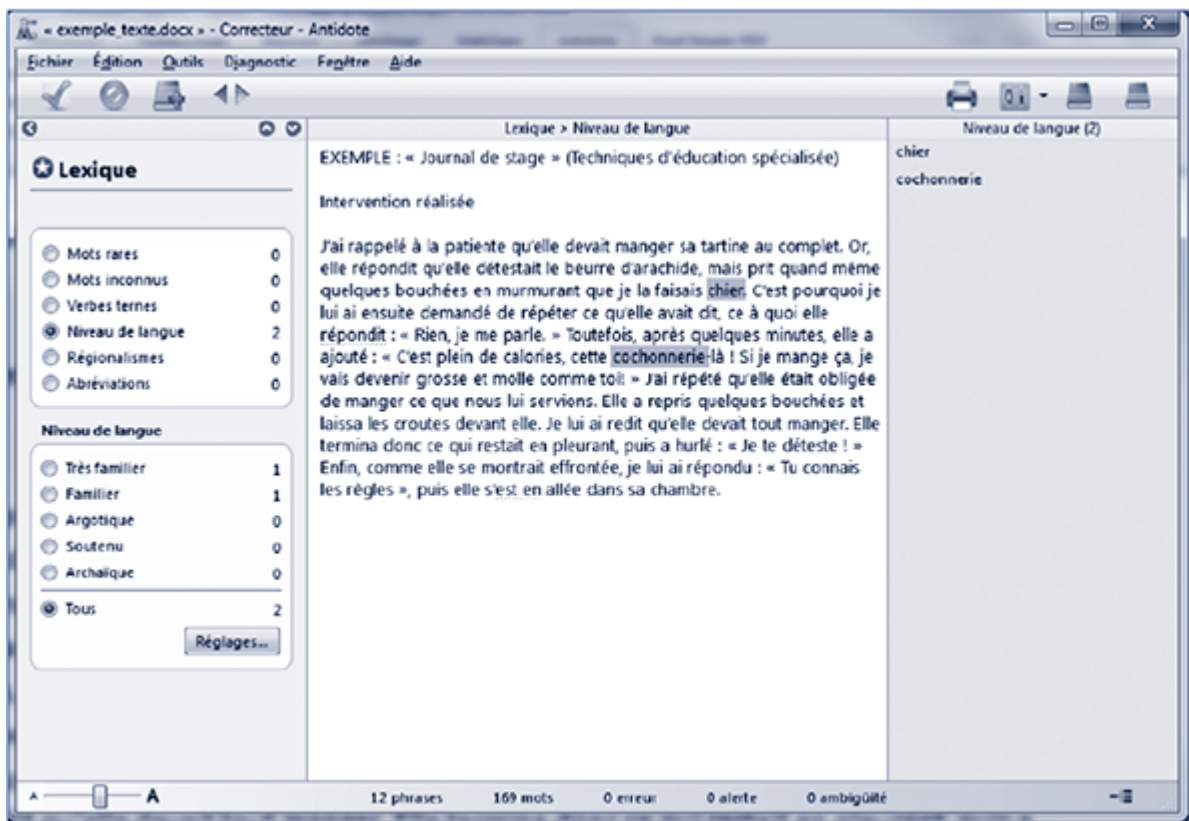 « exemple_texte.docx » - Correcteur - Antidote
Fichier Édition Outils Diagnostic Fenêtre Aide
Lexique > Niveau de langue
Niveau de langue (2)
Lexique
Mots rares 0
Mots inconnus 0
Verbes ternes 0
Niveau de langue 2
Régionalismes 0
Abréviations 0
Niveau de langue
Très familier 1
Familier 1
Argotique 0
Soutenu 0
Archaïque 0
Tous 2
Réglages...
EXEMPLE : « Journal de stage » (Techniques d'éducation spécialisée)
Intervention réalisée
J'ai rappelé à la patiente qu'elle devait manger sa tartine au complet. Or,
elle répondit qu'elle détestait le beurre d'arachide, mais prit quand même
quelques bouchées en murmurant que je la faisais chier. C'est pourquoi je
lui ai ensuite demandé de répéter ce qu'elle avait dit, ce à quoi elle
répondit : « Rien, je me parle. » Toutefois, après quelques minutes, elle a
ajouté : « C'est plein de calories, cette cochonnerie-là ! Si je mange ça, je
vais devenir grosse et molle comme toi! » J'ai répété qu'elle était obligée
de manger ce que nous lui servions. Elle a repris quelques bouchées et
laissa les croutes devant elle. Je lui ai redit qu'elle devait tout manger. Elle
termina donc ce qui restait en pleurant, puis a hurlé : « Je te déteste ! »
Enfin, comme elle se mortrait effrontée, je lui ai répondu : « Tu connais
les règles », puis elle s'est en allée dans sa chambre.
chier
cochonnerie
A A
12 phrases 169 mots 0 erreur 0 alerte 0 ambigüité